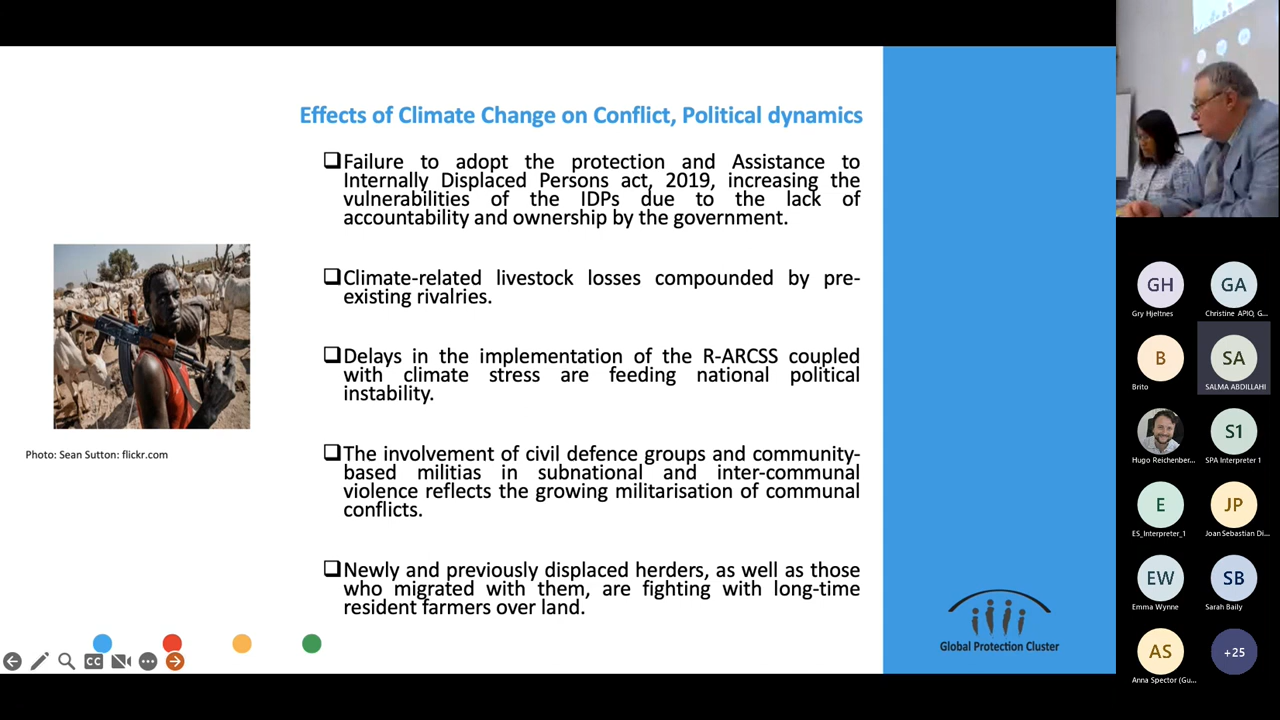 Effects of Climate Change on Conflict, Political dynamics
Failure to adopt the protection and Assistance to
Internally Displaced Persons act, 2019, increasing the
vulnerabilities of the IDPs due to the lack of
accountability and ownership by the government.
Climate-related livestock losses compounded by pre-
existing rivalries.
Delays in the implementation of the R-ARCSS coupled
with climate stress are feeding national political
instability.
The involvement of civil defence groups and community-
based militias in subnational and inter-communal
violence reflects the growing militarisation of communal
conflicts.
Newly and previously displaced herders, as well as those
who migrated with them, are fighting with long-time
resident farmers over land.
Photo: Sean Sutton: flickr.com
Global Protection Cluster
CC
GH
GA
Gry Hjeltnes
Christine APIO, G...
B
SA
Brito
SALMA ABDILLAHI
S1
Hugo Reichenber...
SPA Interpreter 1
E
JP
ES_Interpreter_1
Joan Sebastian Di...
EW
SB
Emma Wynne
Sarah Baily
AS
+25
Anna Spector (Gu...